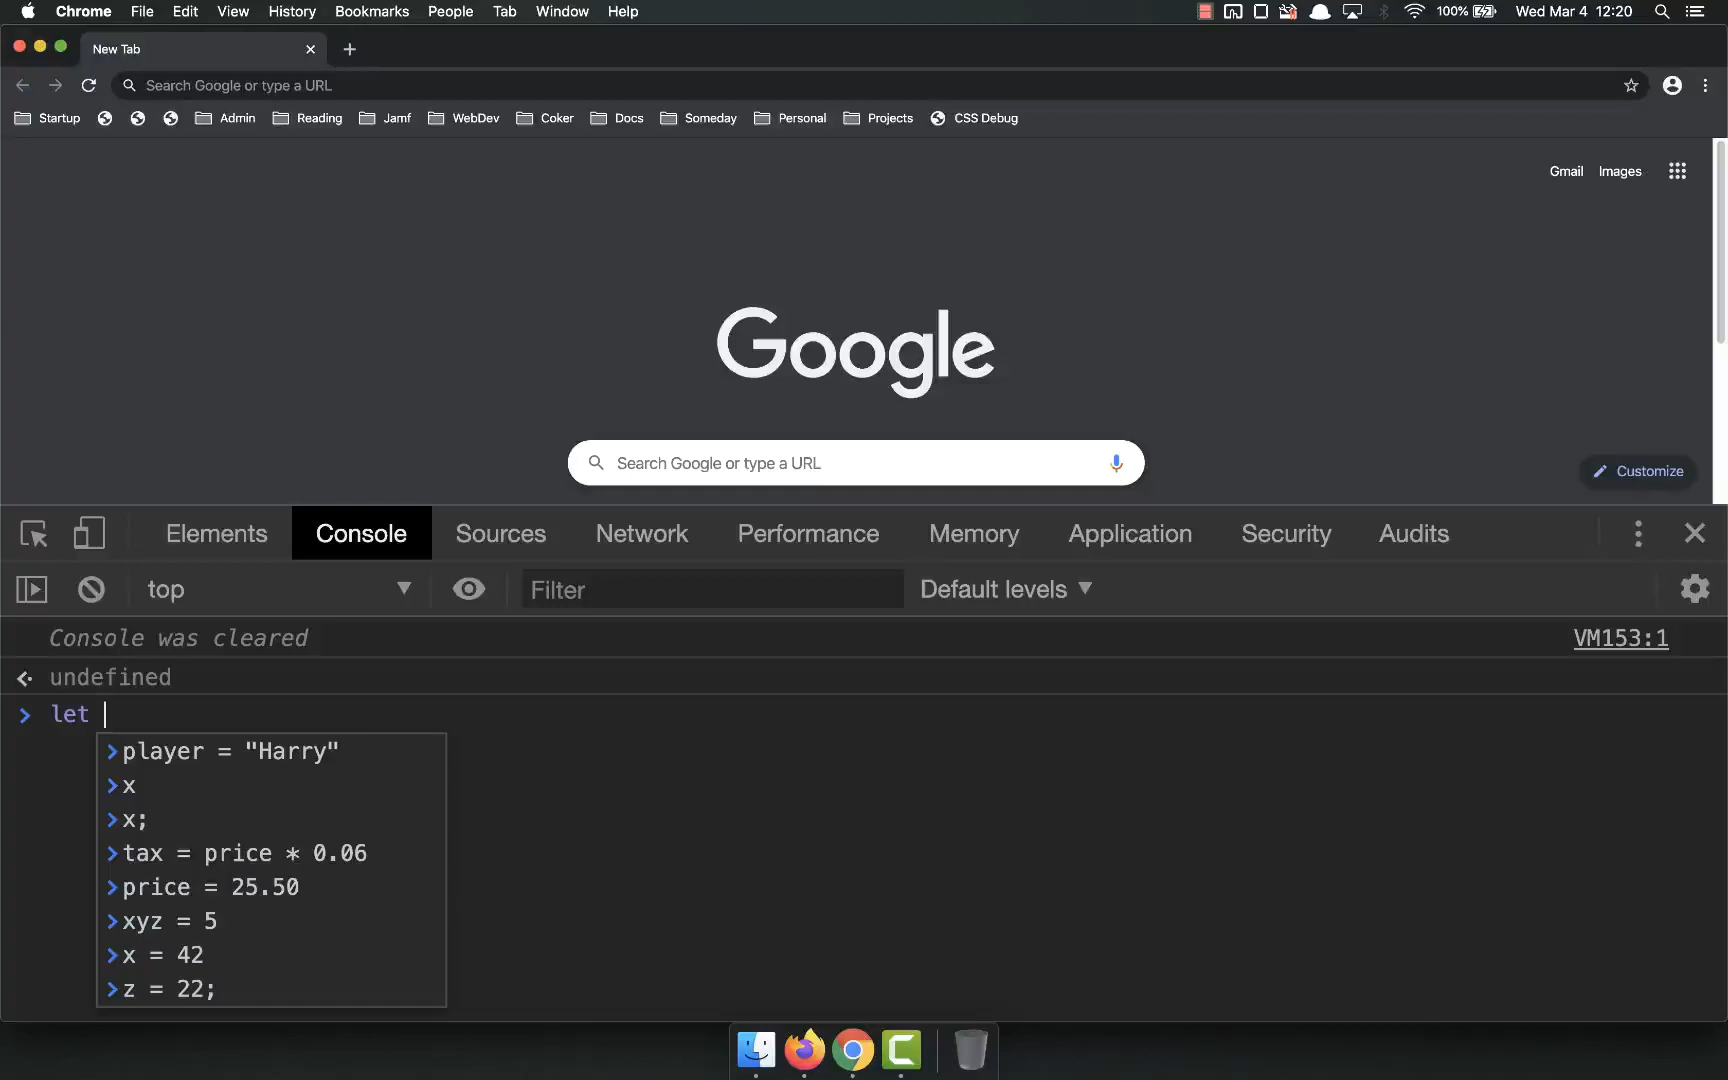 Chrome File Edit View History Bookmarks People Tab Window Help 100% Wed Mar 4 12:20
New Tab
Search Google or type a URL
Startup Admin Reading Jamf WebDev Coker Docs Someday Personal Projects CSS Debug
Gmail Images
Google
Search Google or type a URL
Customize
Elements Console Sources Network Performance Memory Application Security Audits
top Filter Default levels
Console was cleared VM153:1
undefined
let
player = "Harry"
x
x;
tax = price * 0.06
price = 25.50
xyz = 5
x = 42
z = 22;